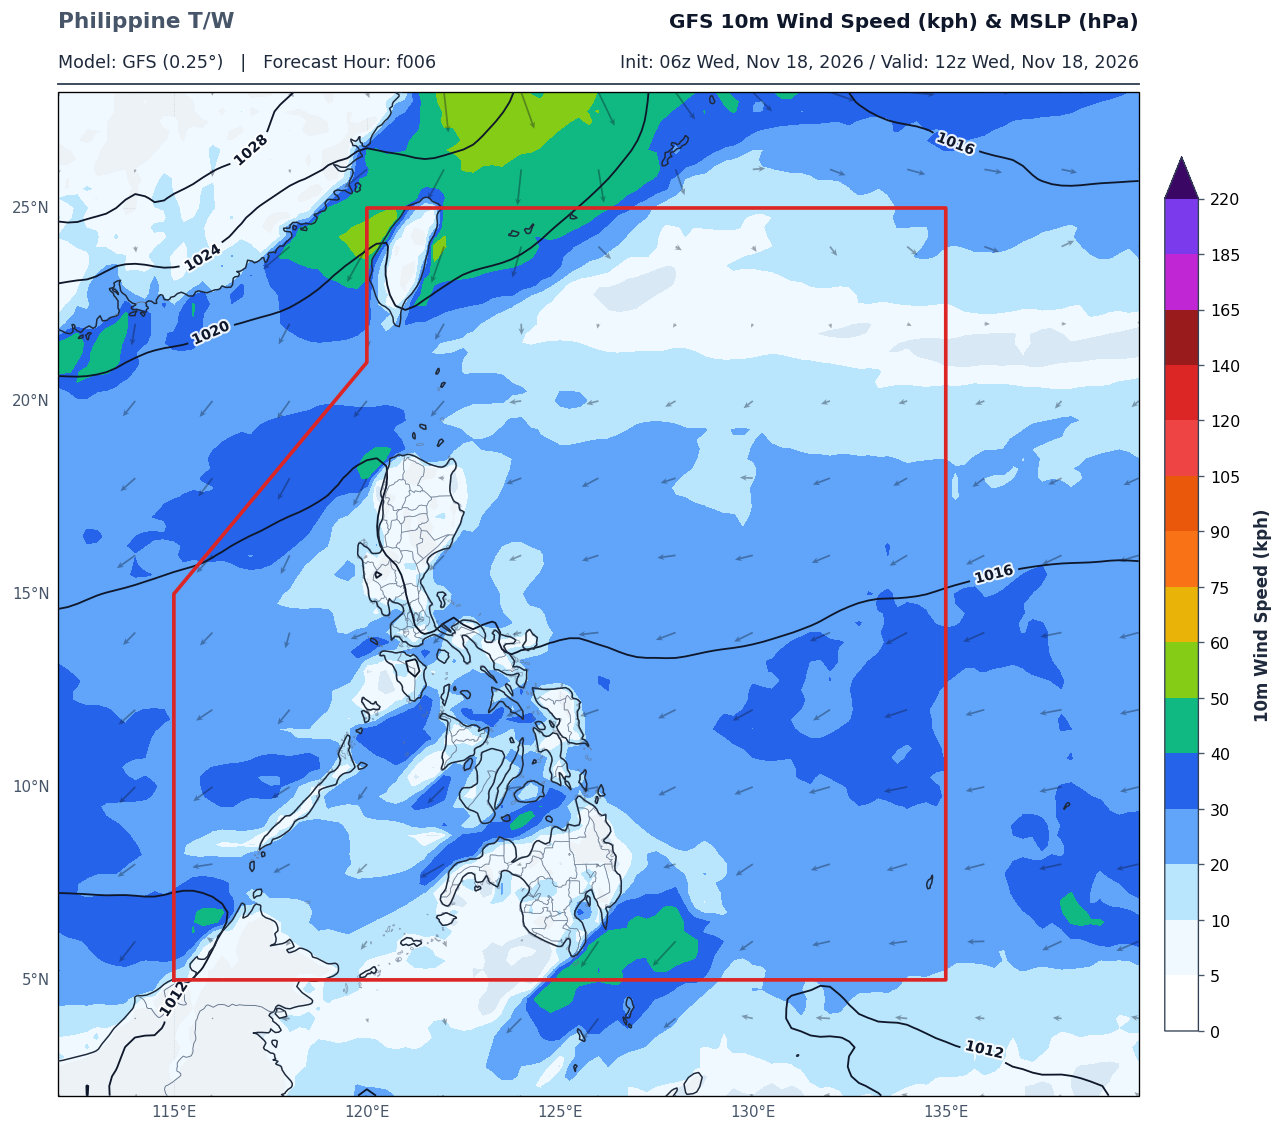 Philippine T/W
GFS 10m Wind Speed (kph) & MSLP (hPa)
Model: GFS (0.25°)   |   Forecast Hour: f006
Init: 06z Wed, Nov 18, 2026 / Valid: 12z Wed, Nov 18, 2026
1028
1016
1024
1020
1016
1012
1012
25°N
20°N
15°N
10°N
5°N
115°E
120°E
125°E
130°E
135°E
220
185
165
140
120
105
90
75
60
50
40
30
20
10
5
0
10m Wind Speed (kph)